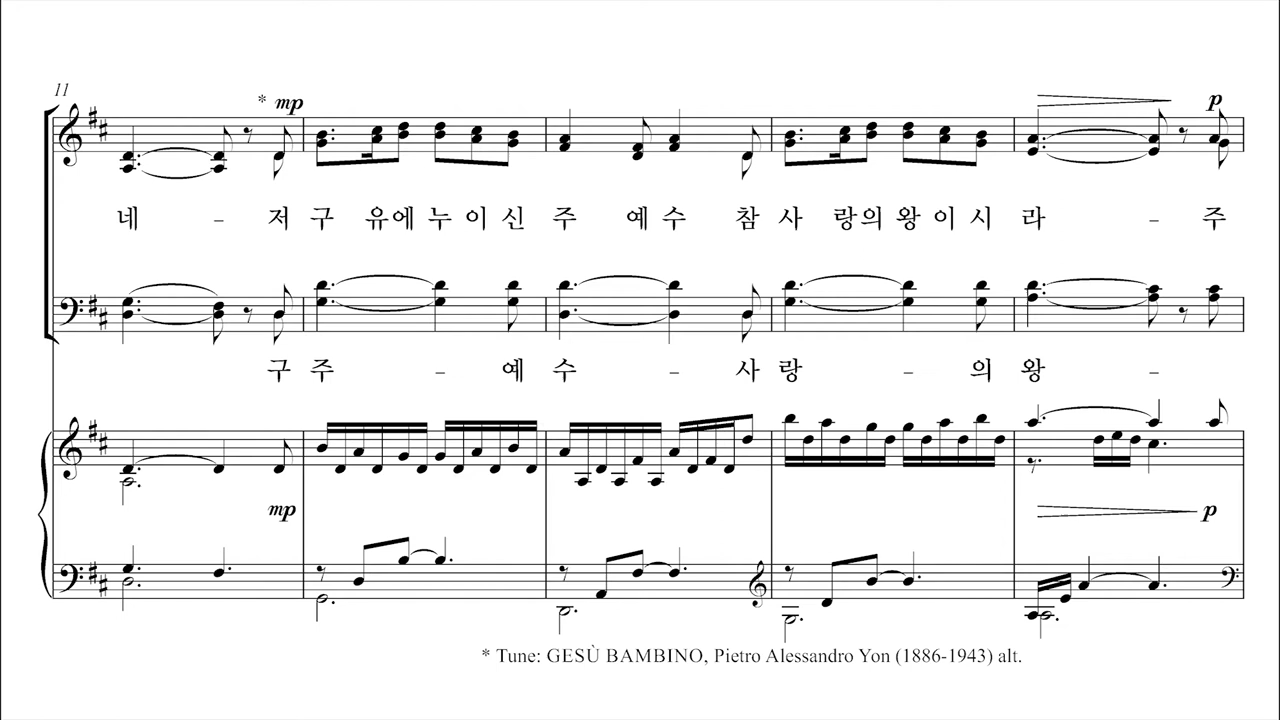 11
* mp
네 - 저 구 유에 누 이 신 주 예 수 참 사 랑의 왕 이 시 라 - 주
p
구 주 - 예 수 - 사 랑 - 의 왕 -
mp
p
* Tune: GESÙ BAMBINO, Pietro Alessandro Yon (1886-1943) alt.